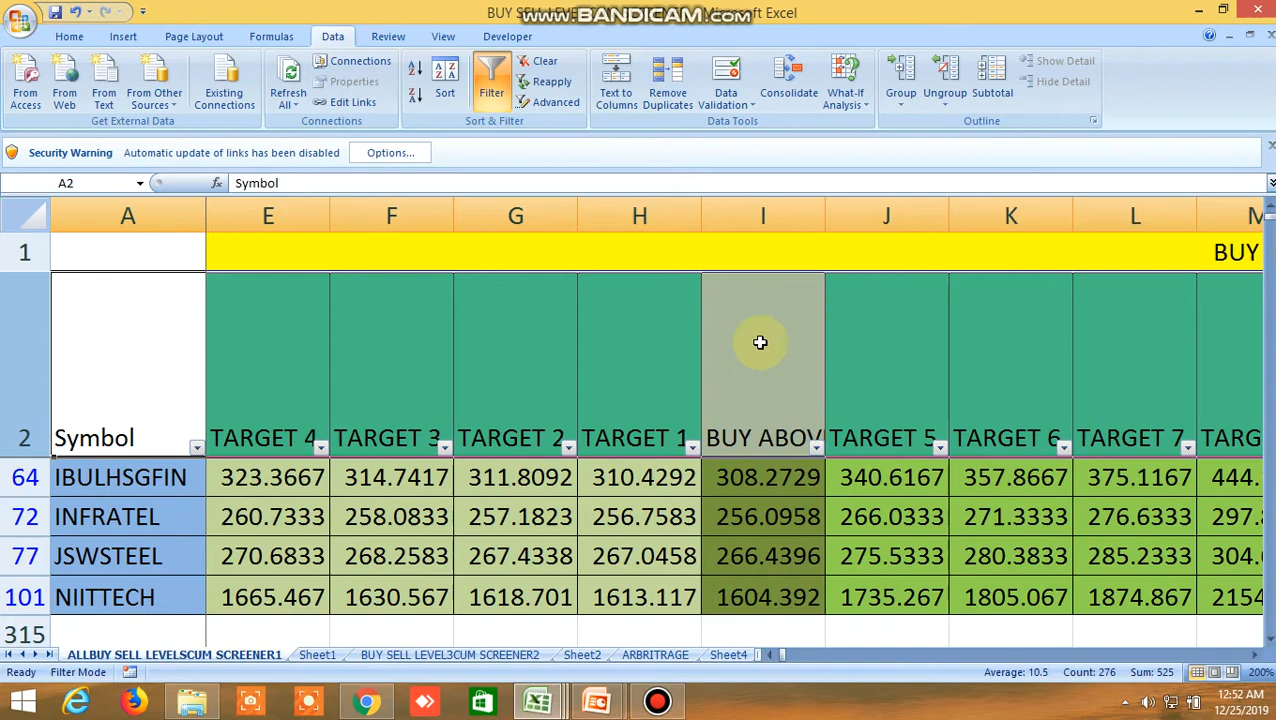 BUY SELL LEVEL
www.BANDICAM.com
Microsoft Excel
Home Insert Page Layout Formulas Data Review View Developer
From Access
From Web
From Text
From Other Sources
Existing Connections
Get External Data
Refresh All
Connections
Properties
Edit Links
Connections
Sort
Filter
Clear
Reapply
Advanced
Sort & Filter
Text to Columns
Remove Duplicates
Data Validation
Consolidate
What-If Analysis
Data Tools
Group
Ungroup
Subtotal
Show Detail
Hide Detail
Outline
Security Warning Automatic update of links has been disabled Options...
A2 fx Symbol
A E F G H I J K L M
1 BUY
2 Symbol TARGET 4 TARGET 3 TARGET 2 TARGET 1 BUY ABOV TARGET 5 TARGET 6 TARGET 7 TARG
64 IBULHSGFIN 323.3667 314.7417 311.8092 310.4292 308.2729 340.6167 357.8667 375.1167 444.
72 INFRATEL 260.7333 258.0833 257.1823 256.7583 256.0958 266.0333 271.3333 276.6333 297.
77 JSWSTEEL 270.6833 268.2583 267.4338 267.0458 266.4396 275.5333 280.3833 285.2333 304.
101 NIITTECH 1665.467 1630.567 1618.701 1613.117 1604.392 1735.267 1805.067 1874.867 2154
315
ALLBUY SELL LEVELSCUM SCREENER1 Sheet1 BUY SELL LEVEL3CUM SCREENER2 Sheet2 ARBRITRAGE Sheet4
Ready Filter Mode Average: 10.5 Count: 276 Sum: 525 200%
12:52 AM
12/25/2019